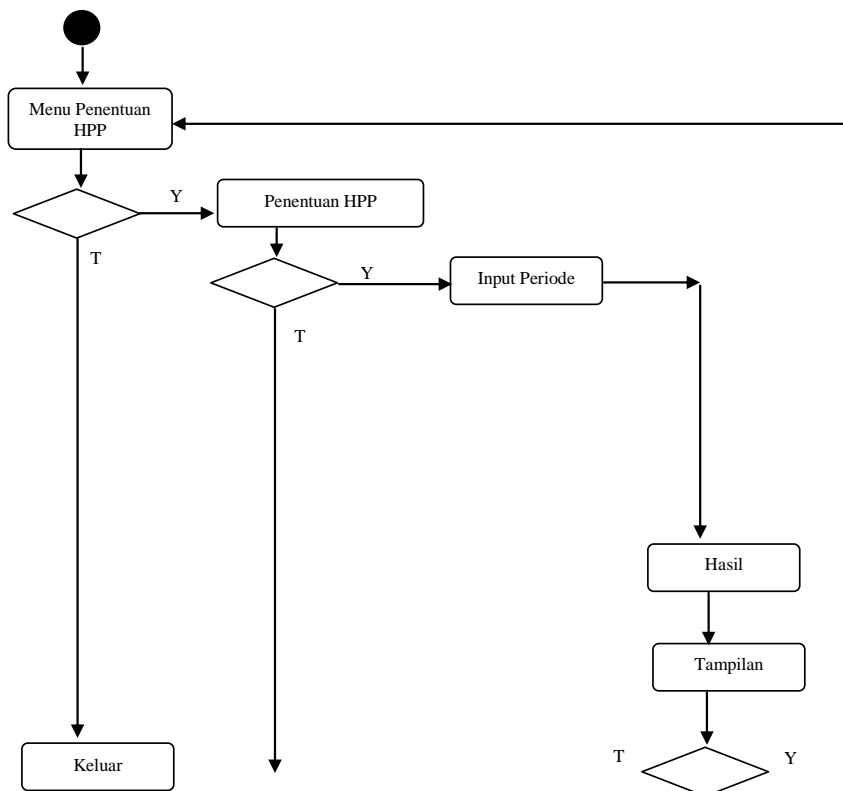 Menu Penentuan
HPP
Y
Penentuan HPP
T
Y
Input Periode
T
Hasil
Tampilan
Keluar
T
Y